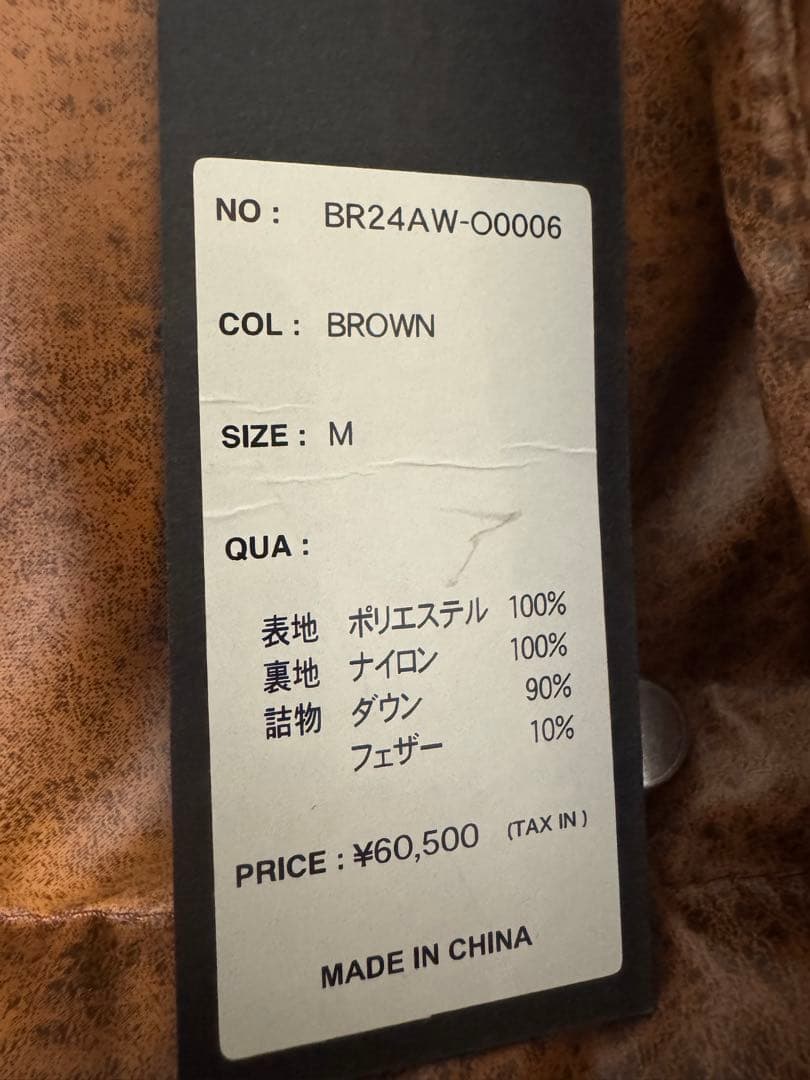 NO : BR24AW-O0006
COL : BROWN
SIZE : M
QUA :
表地 ポリエステル 100%
裏地 ナイロン 100%
詰物 ダウン 90%
フェザー 10%
PRICE : ¥60,500 (TAX IN)
MADE IN CHINA